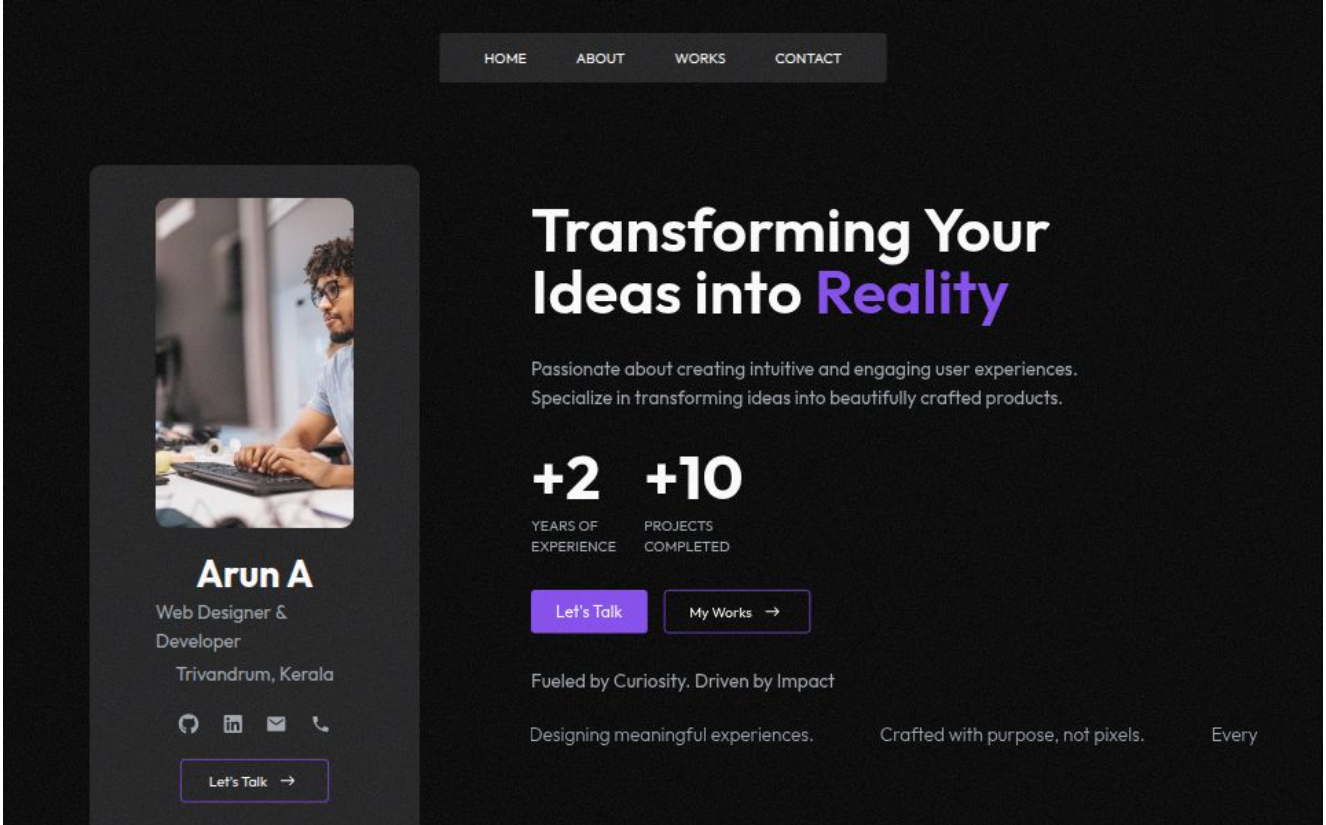 HOME ABOUT WORKS CONTACT
Arun A
Web Designer &
Developer
Trivandrum, Kerala
Let's Talk →
Transforming Your
Ideas into Reality
Passionate about creating intuitive and engaging user experiences.
Specialize in transforming ideas into beautifully crafted products.
+2 +10
YEARS OF PROJECTS
EXPERIENCE COMPLETED
Let's Talk My Works →
Fueled by Curiosity. Driven by Impact
Designing meaningful experiences. Crafted with purpose, not pixels. Every